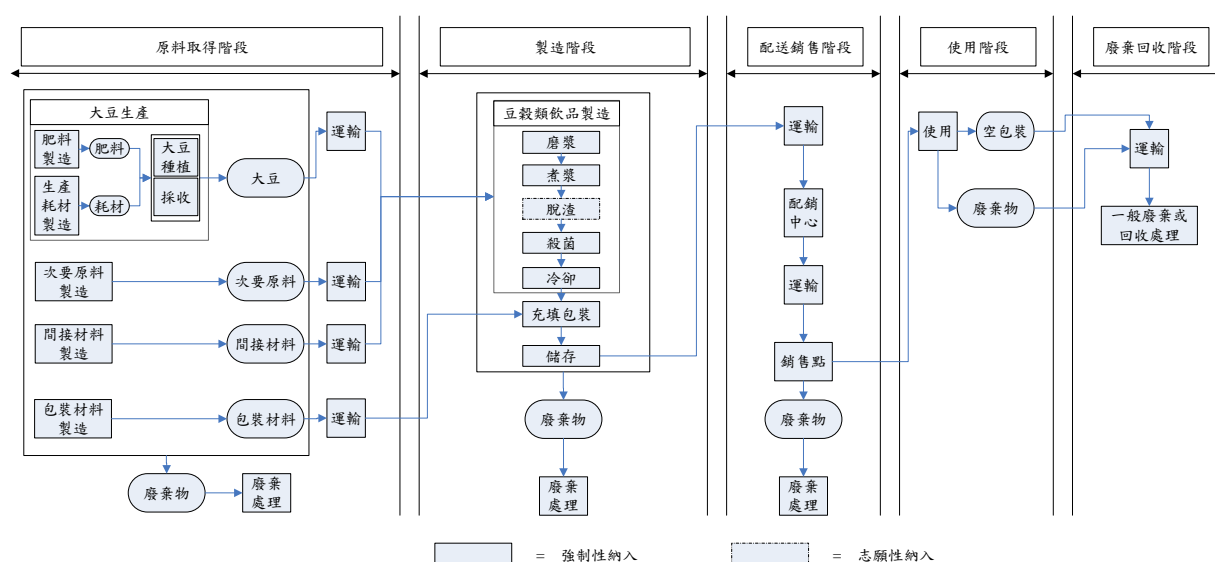 原料取得階段
製造階段
配送銷售階段
使用階段
廢棄回收階段
大豆生產
肥料
製造
肥料
生產
耗材
製造
耗材
大豆
種植
採收
大豆
運輸
次要原料
製造
次要原料
運輸
間接材料
製造
間接材料
運輸
包裝材料
製造
包裝材料
運輸
廢棄物
廢棄
處理
豆穀類飲品製造
磨漿
煮漿
脫渣
殺菌
冷卻
充填包裝
儲存
廢棄物
廢棄
處理
運輸
配銷
中心
運輸
銷售點
廢棄物
廢棄
處理
使用
空包裝
廢棄物
運輸
一般廢棄或
回收處理
= 強制性納入
= 志願性納入